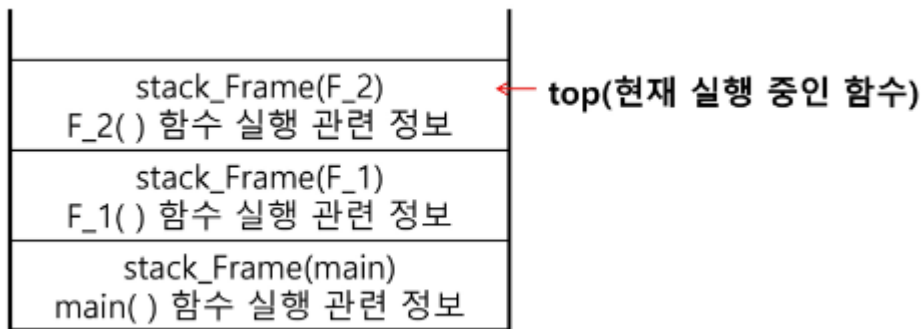 stack_Frame(F_2)
F_2( ) 함수 실행 관련 정보
top(현재 실행 중인 함수)
stack_Frame(F_1)
F_1( ) 함수 실행 관련 정보
stack_Frame(main)
main( ) 함수 실행 관련 정보